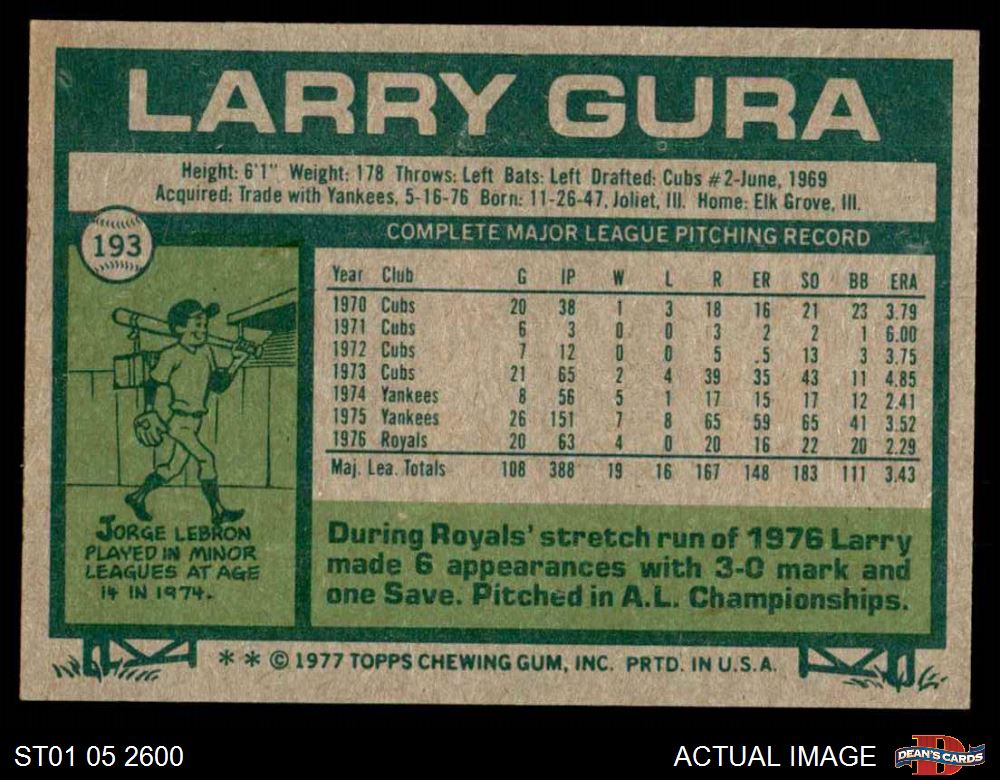 LARRY GURA
Height: 6'1" Weight: 178 Throws: Left Bats: Left Drafted: Cubs #2-June, 1969
Acquired: Trade with Yankees, 5-16-76 Born: 11-26-47, Joliet, Ill. Home: Elk Grove, Ill.
193
COMPLETE MAJOR LEAGUE PITCHING RECORD
Year Club G IP W L R ER SO BB ERA
1970 Cubs 20 38 1 3 18 16 21 23 3.79
1971 Cubs 6 3 0 0 3 2 2 1 6.00
1972 Cubs 7 12 0 0 5 .5 13 3 3.75
1973 Cubs 21 65 2 4 39 35 43 11 4.85
1974 Yankees 8 56 5 1 17 15 17 12 2.41
1975 Yankees 26 151 7 8 65 59 65 41 3.52
1976 Royals 20 63 4 0 20 16 22 20 2.29
Maj. Lea. Totals 108 388 19 16 167 148 183 111 3.43
JORGE LEBRON
PLAYED IN MINOR
LEAGUES AT AGE
14 IN 1974.
During Royals' stretch run of 1976 Larry
made 6 appearances with 3-0 mark and
one Save. Pitched in A.L. Championships.
* * © 1977 TOPPS CHEWING GUM, INC. PRTD. IN U.S.A.
ST01 05 2600
ACTUAL IMAGE
D
DEAN'S CARDS